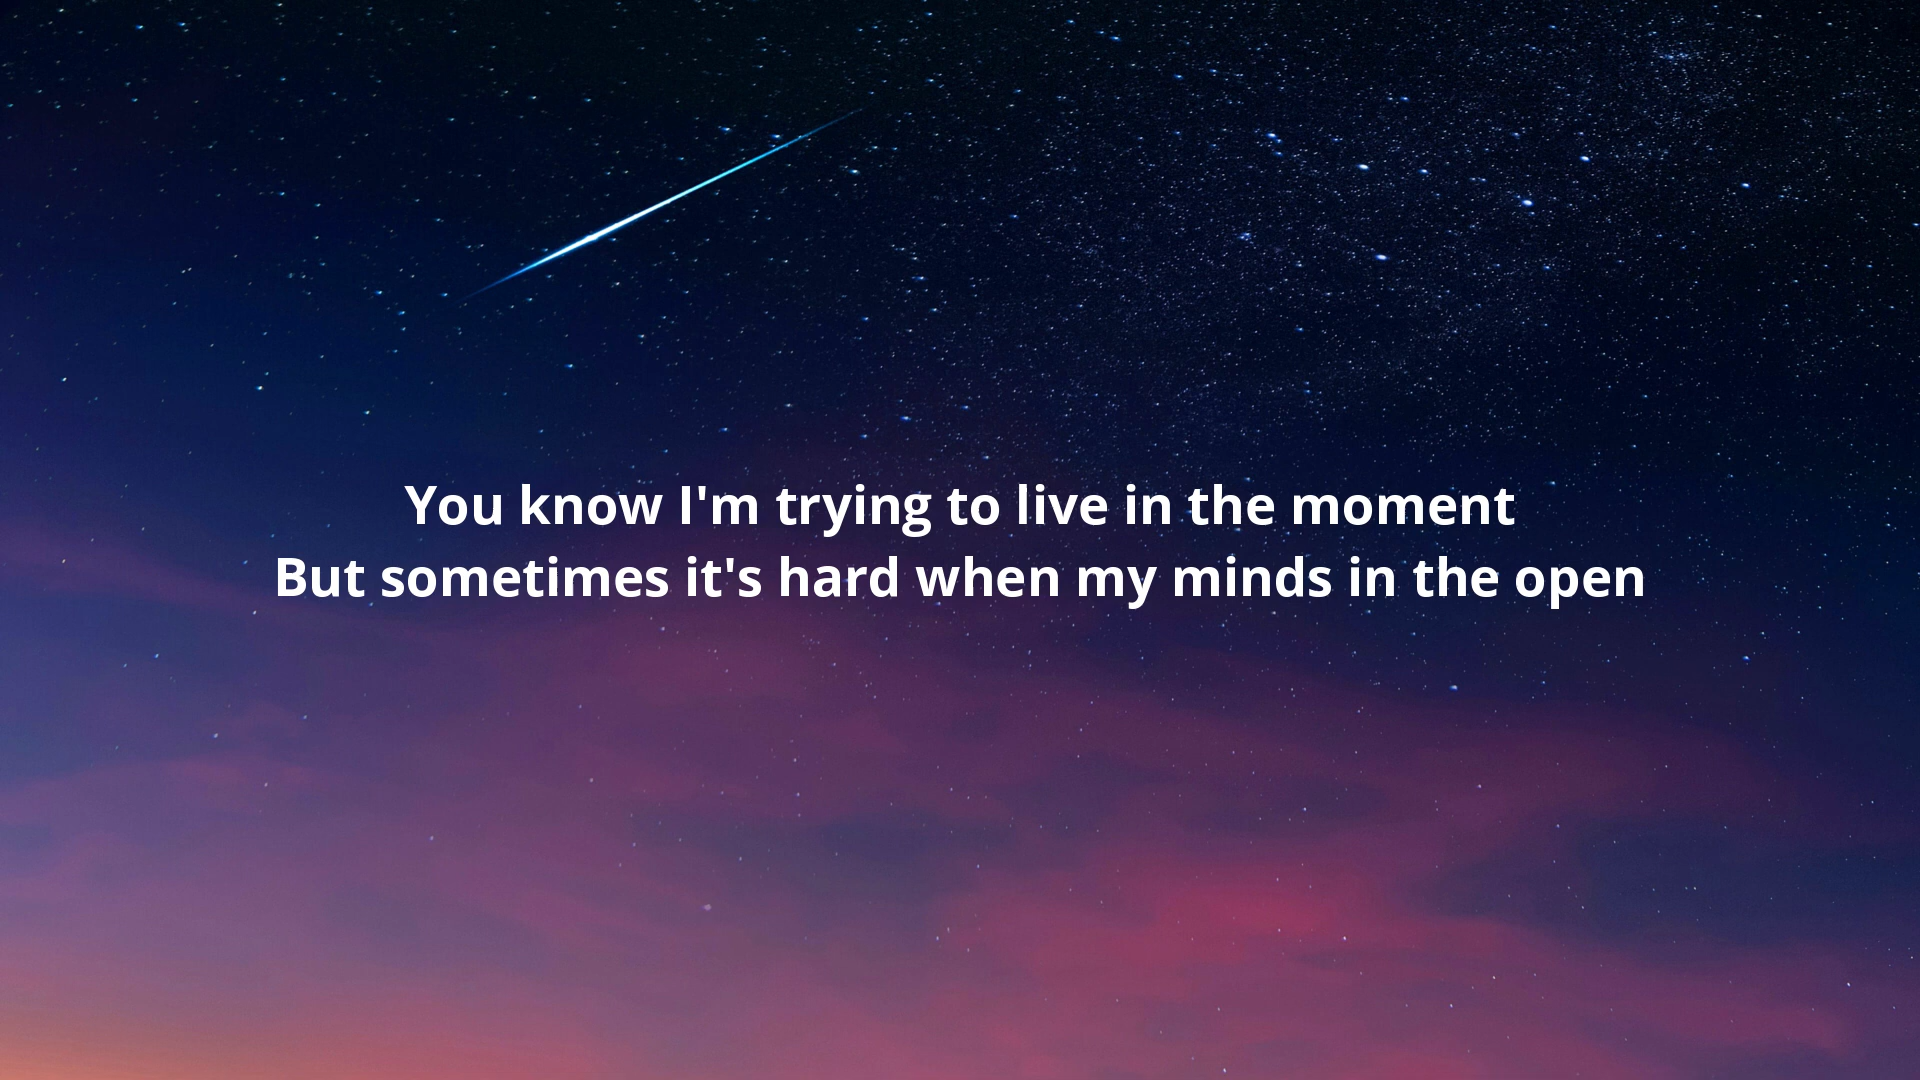 You know I'm trying to live in the moment
But sometimes it's hard when my minds in the open